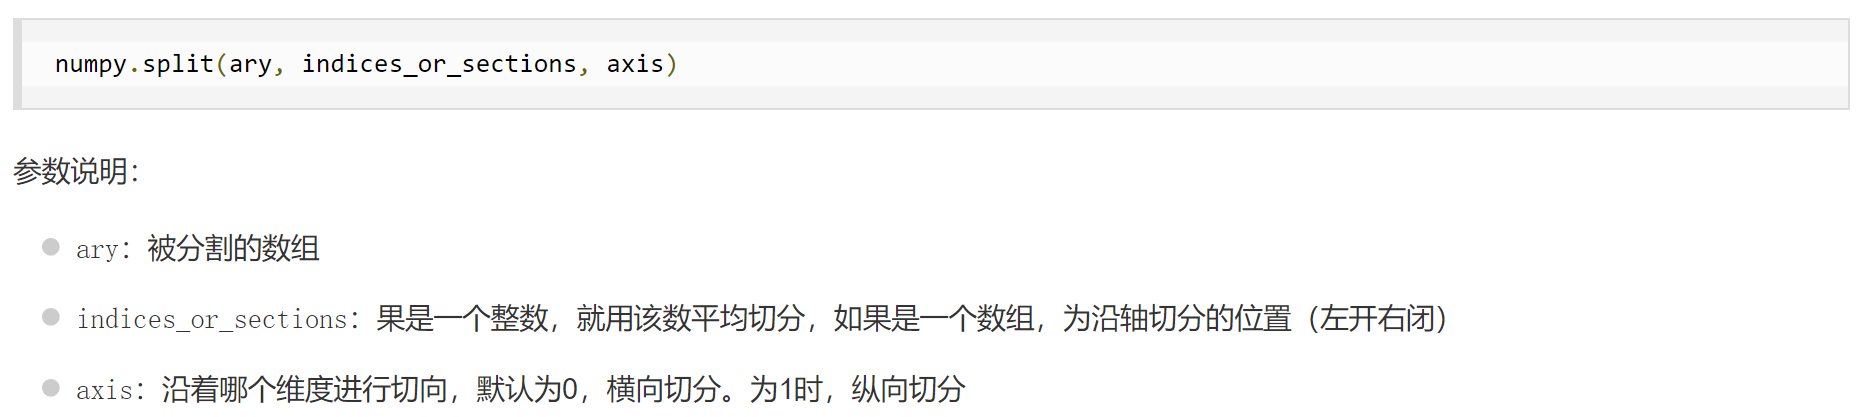 numpy.split(ary, indices_or_sections, axis)
参数说明：
ary：被分割的数组
indices_or_sections：果是一个整数，就用该数平均切分，如果是一个数组，为沿轴切分的位置（左开右闭）
axis：沿着哪个维度进行切向，默认为0，横向切分。为1时，纵向切分